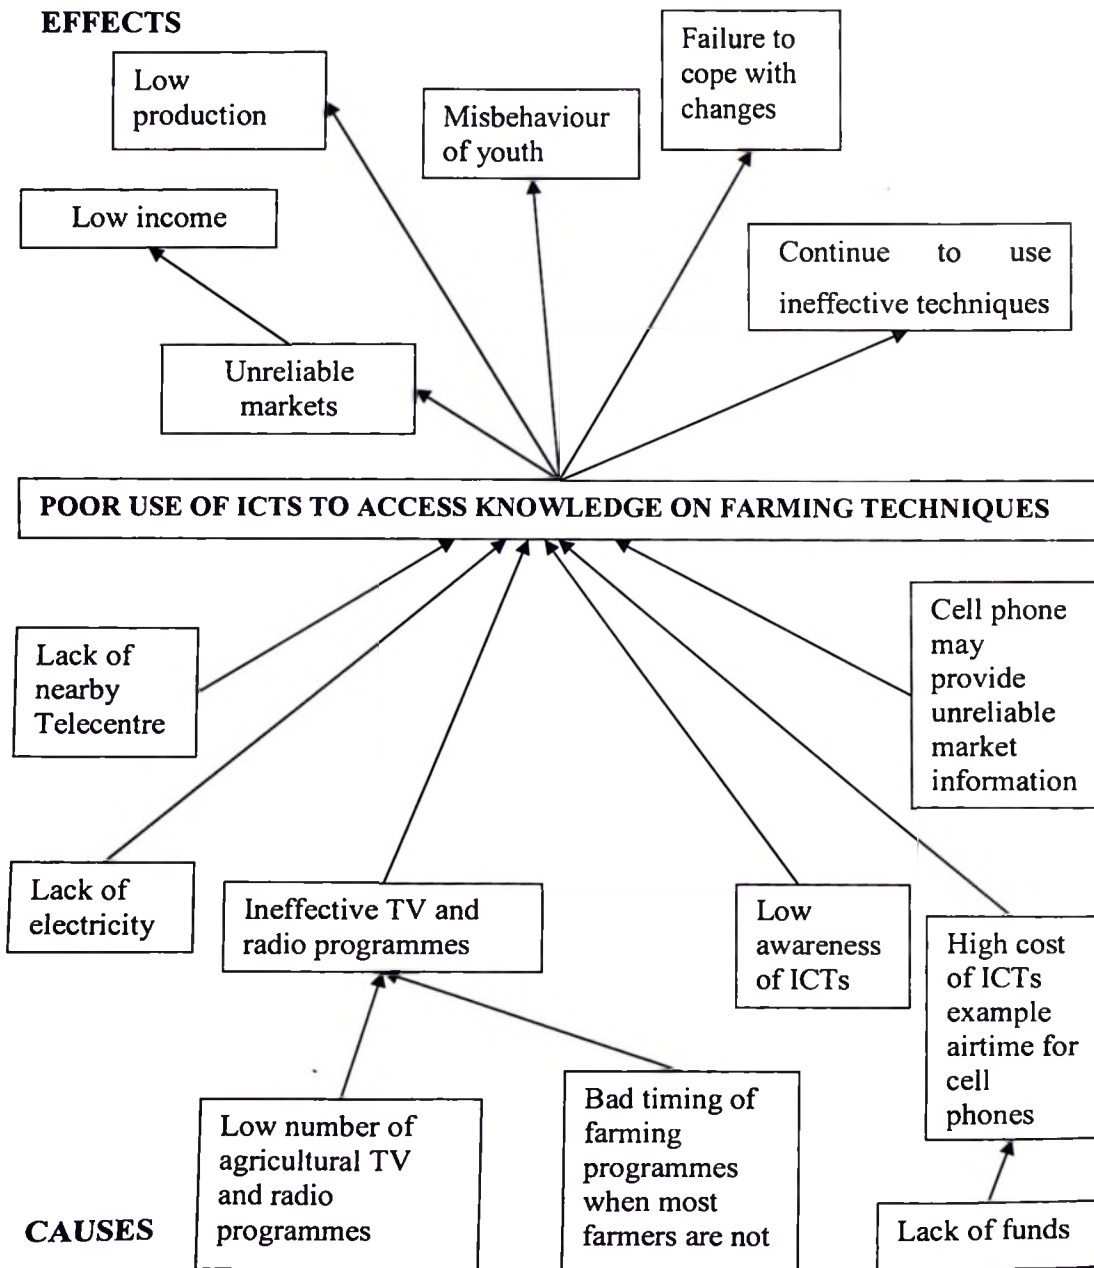 EFFECTS
Low
production
Misbehaviour
of youth
Failure to
cope with
changes
Low income
Continue to use
ineffective techniques
Unreliable
markets
POOR USE OF ICTS TO ACCESS KNOWLEDGE ON FARMING TECHNIQUES
Lack of
nearby
Telecentre
Cell phone
may
provide
unreliable
market
information
Lack of
electricity
Ineffective TV and
radio programmes
Low
awareness
of ICTs
High cost
of ICTs
example
airtime for
cell
phones
Low number of
agricultural TV
and radio
programmes
Bad timing of
farming
programmes
when most
farmers are not
Lack of funds
CAUSES